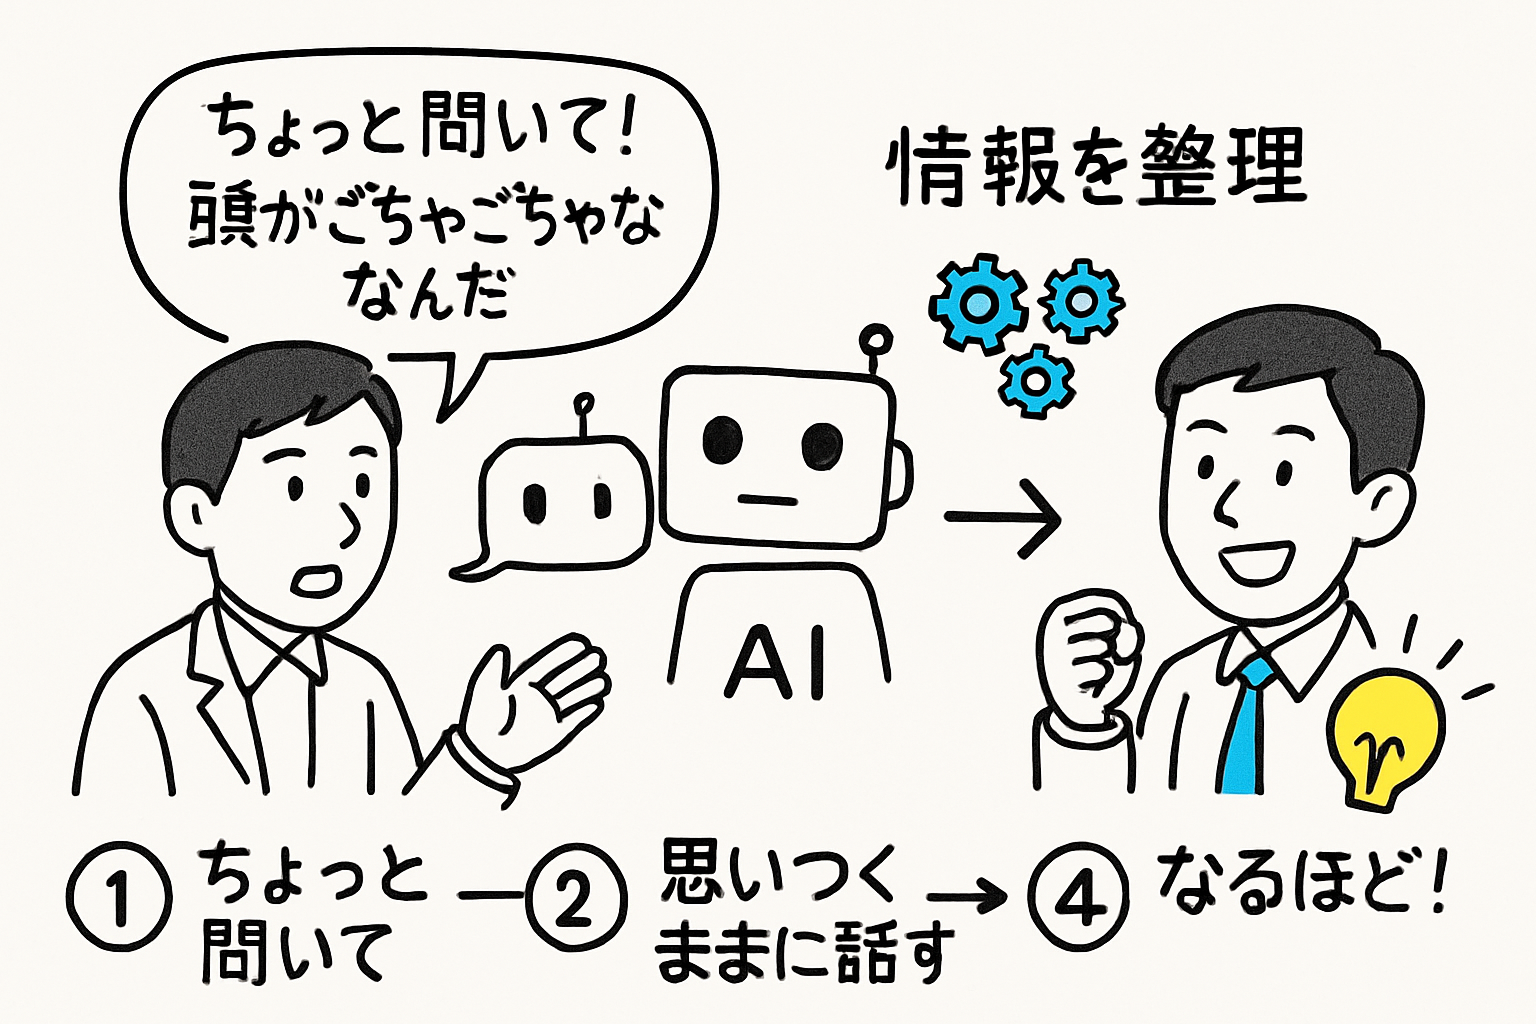 ちょっと問いて!
頭がごちゃごちゃな
なんだ
情報を整理
AI
1 ちょっと
問いて
2 思いつく
ままに話す
4 なるほど!